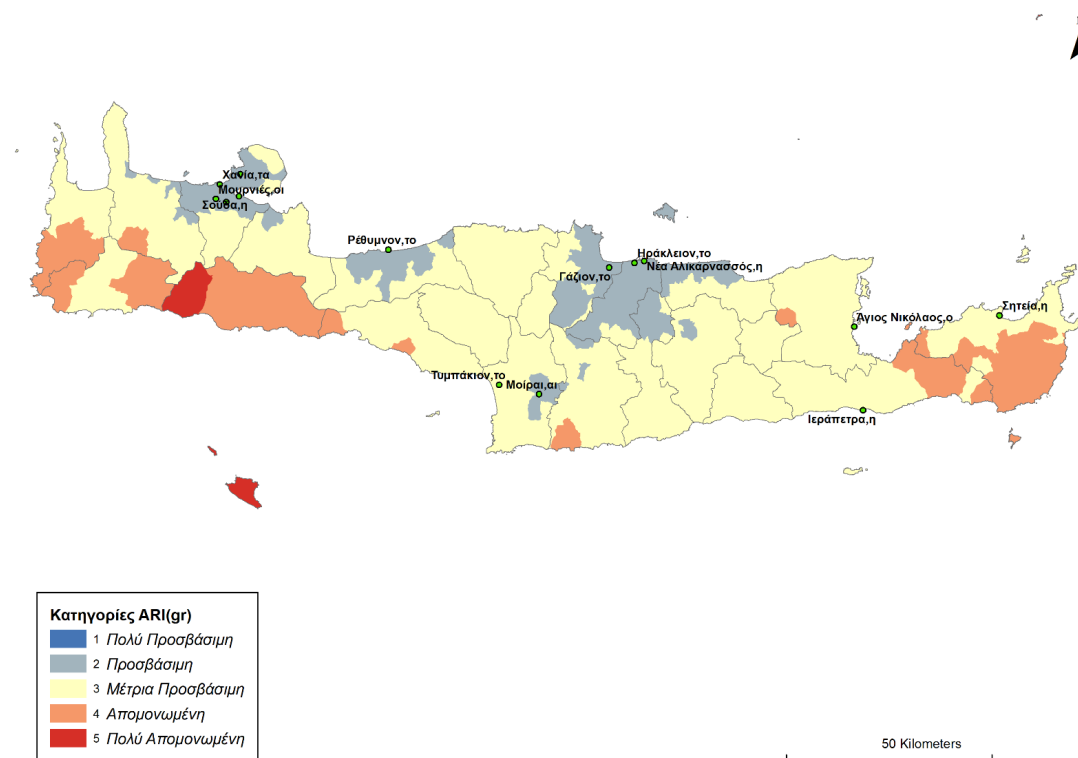 Χανία,τα
Μουρνιές,οι
Σούδα,η
Ρέθυμνον,το
Ηράκλειον,το
Νέα Αλικαρνασσός,η
Γάζιον,το
Σητεία,η
Άγιος Νικόλαος,ο
Τυμπάκιον,το
Μοίραι,αι
Ιεράπετρα,η
Κατηγορίες ARI(gr)
1 Πολύ Προσβάσιμη
2 Προσβάσιμη
3 Μέτρια Προσβάσιμη
4 Απομονωμένη
5 Πολύ Απομονωμένη
50 Kilometers